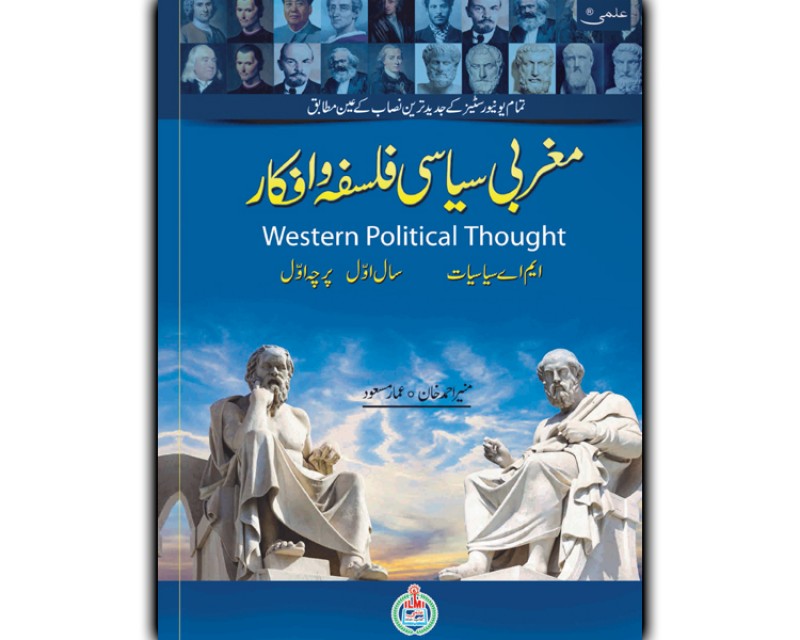 علمی®
تمام یونیورسٹیز کے جدید ترین نصاب کے عین مطابق
مغربی سیاسی فلسفہ و افکار
Western Political Thought
ایم اے سیاسیات سال اوّل پرچہ اوّل
منیر احمد خان ○ عمار مسعود
ILMI